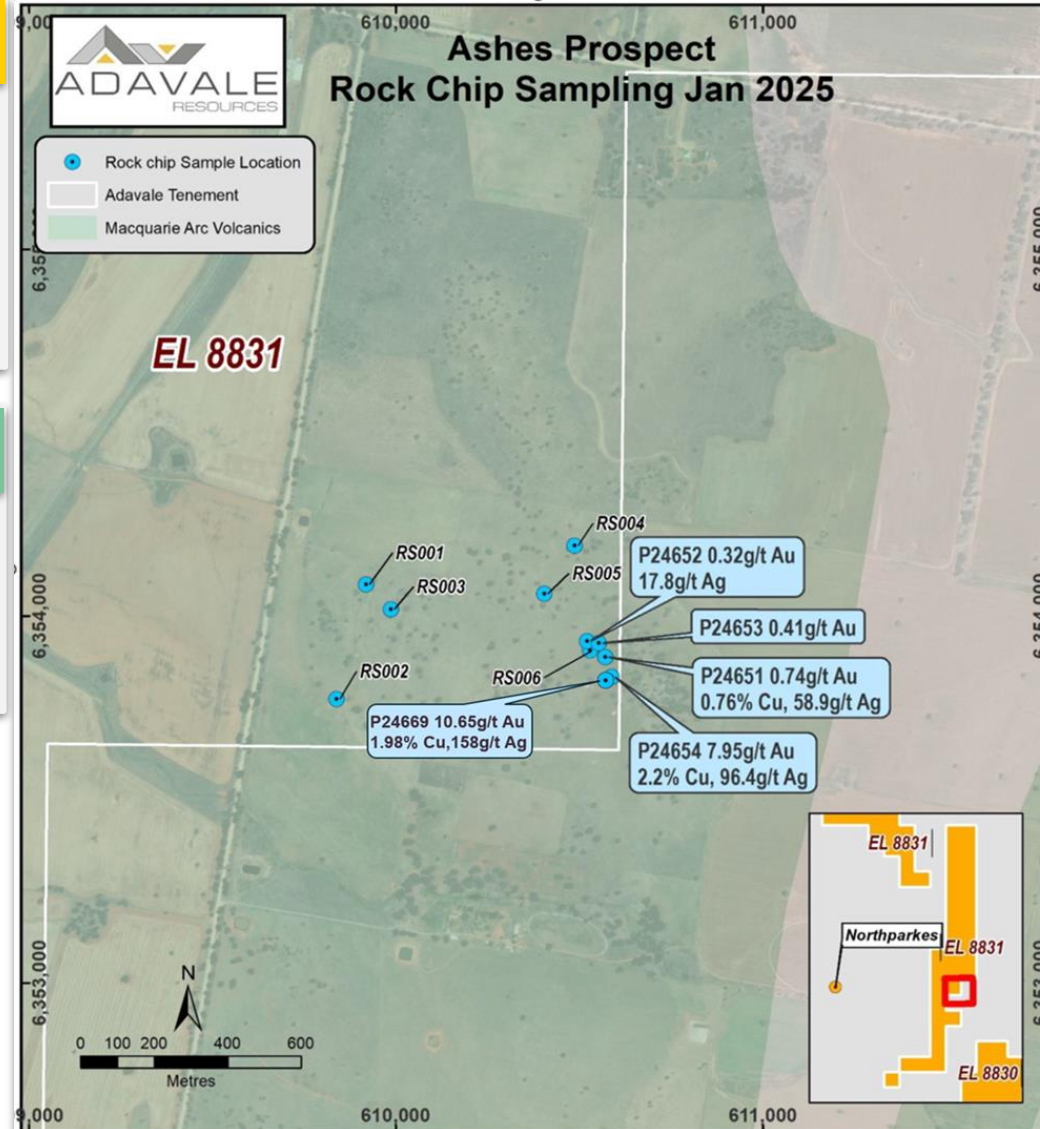 9,000
610,000
611,000
ADAVALE
RESOURCES
Ashes Prospect
Rock Chip Sampling Jan 2025
Rock chip Sample Location
Adavale Tenement
Macquarie Arc Volcanics
6,355,000
EL 8831
RS004
RS001
RS005
RS003
P24652 0.32g/t Au
17.8g/t Ag
6,354,000
6,354,000
P24653 0.41g/t Au
RS002
RS006
P24651 0.74g/t Au
0.76% Cu, 58.9g/t Ag
P24669 10.65g/t Au
1.98% Cu,158g/t Ag
P24654 7.95g/t Au
2.2% Cu, 96.4g/t Ag
EL 8831
Northparkes
EL 8831
EL 8830
6,353,000
6,353,000
N
0 100 200 400 600
Metres
9,000
610,000
611,000